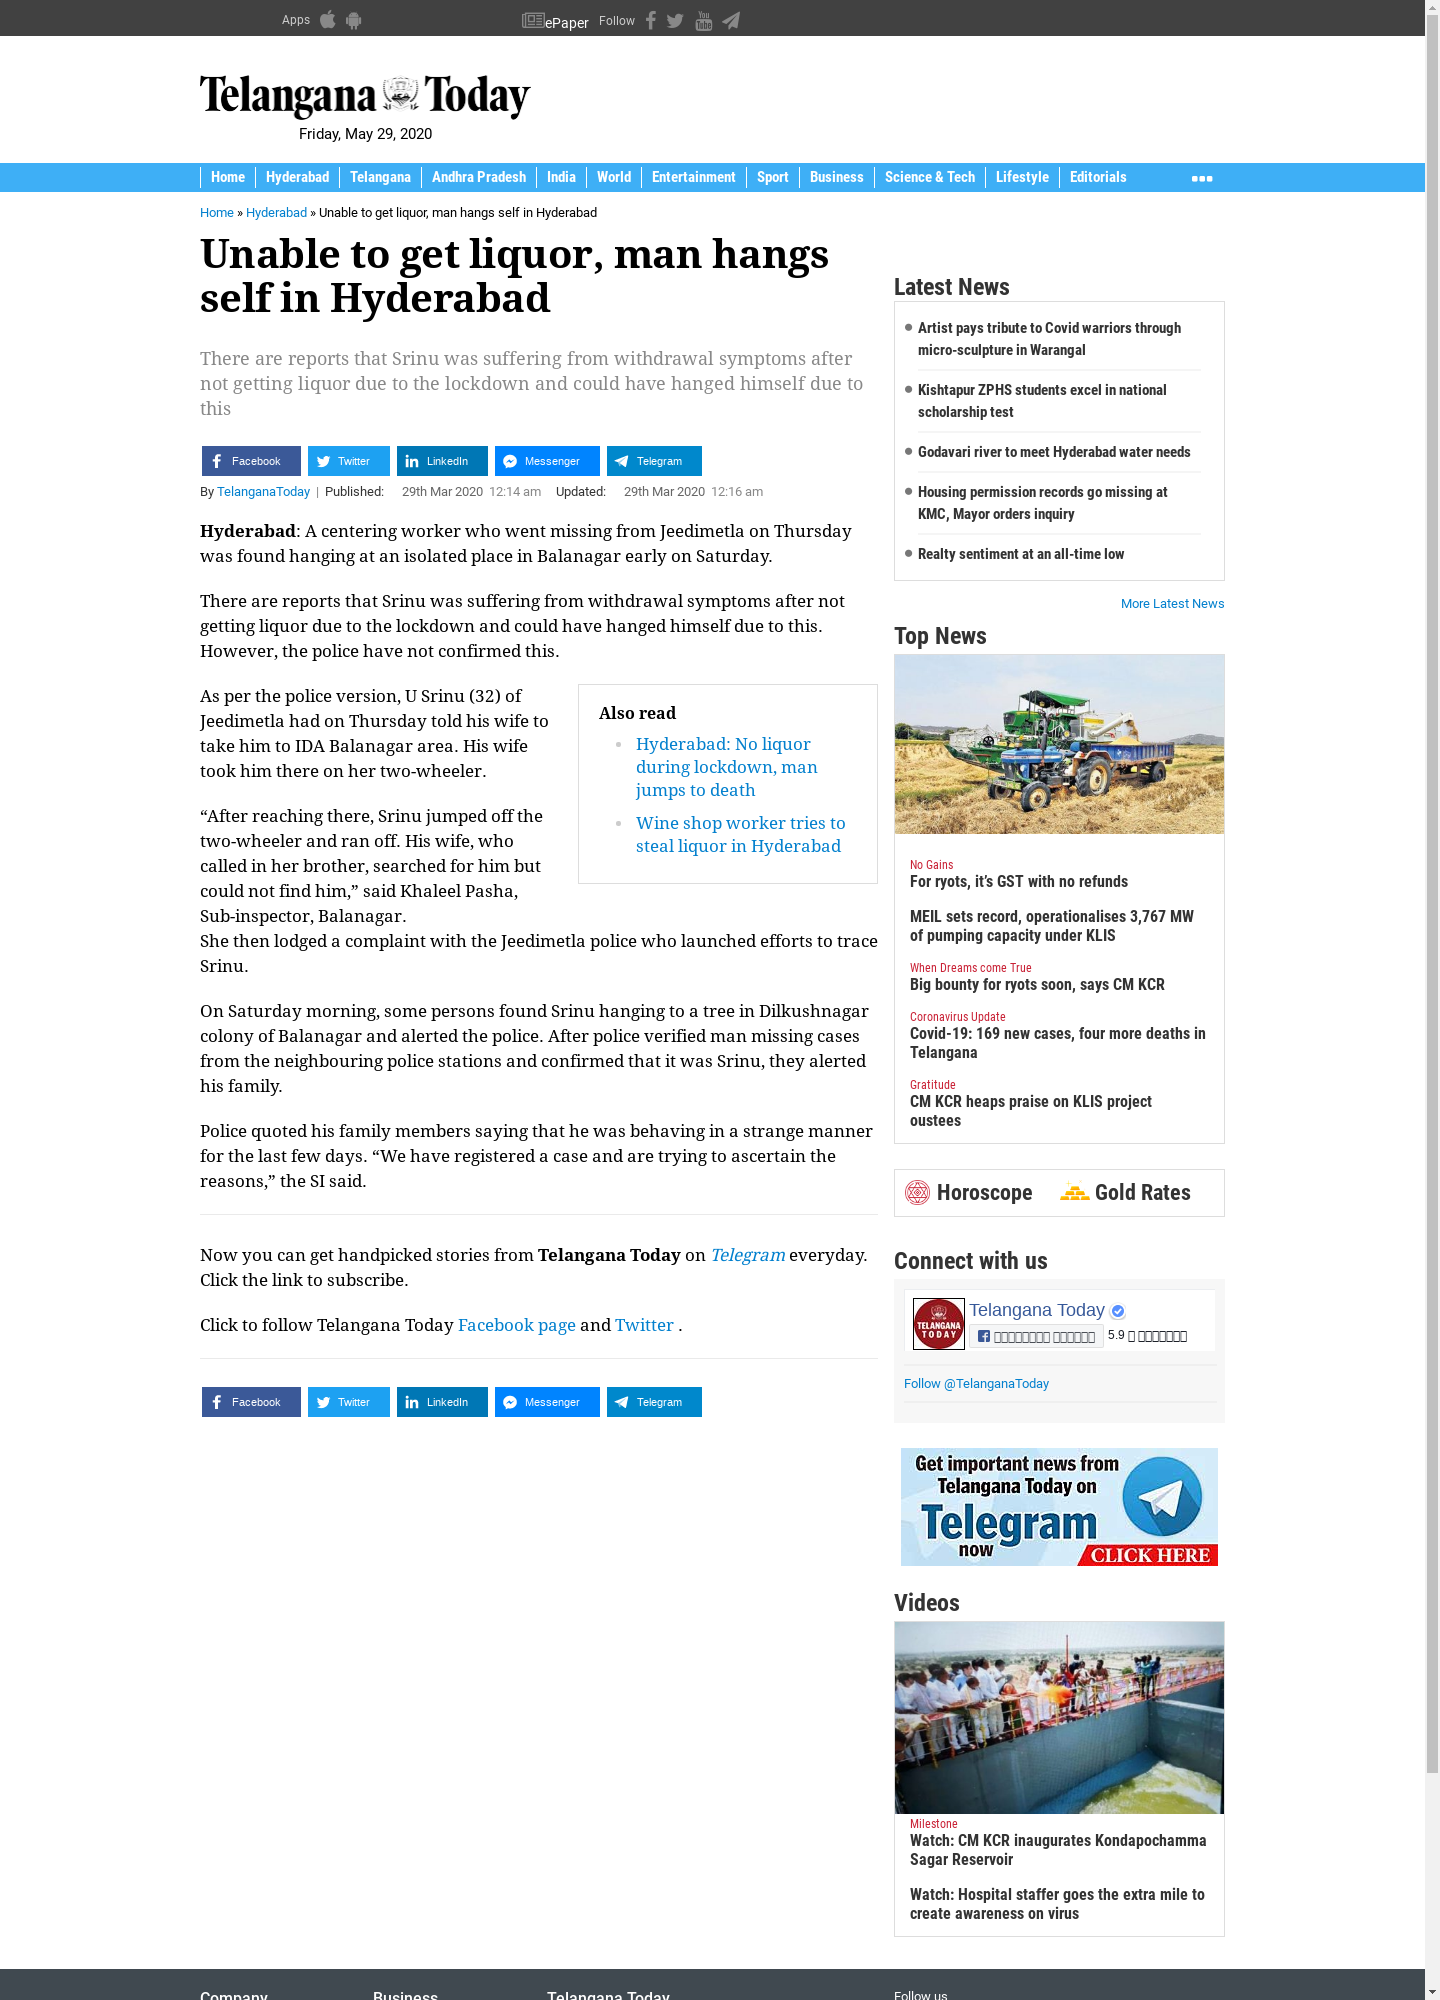 Apps
ePaper Follow
Telangana Today
Friday, May 29, 2020
Home Hyderabad Telangana Andhra Pradesh India World Entertainment Sport Business Science & Tech Lifestyle Editorials
Home » Hyderabad » Unable to get liquor, man hangs self in Hyderabad
Unable to get liquor, man hangs
self in Hyderabad
There are reports that Srinu was suffering from withdrawal symptoms after
not getting liquor due to the lockdown and could have hanged himself due to
this
Facebook Twitter LinkedIn Messenger Telegram
By TelanganaToday | Published: 29th Mar 2020 12:14 am Updated: 29th Mar 2020 12:16 am
Hyderabad: A centering worker who went missing from Jeedimetla on Thursday
was found hanging at an isolated place in Balanagar early on Saturday.
There are reports that Srinu was suffering from withdrawal symptoms after not
getting liquor due to the lockdown and could have hanged himself due to this.
However, the police have not confirmed this.
As per the police version, U Srinu (32) of
Jeedimetla had on Thursday told his wife to
take him to IDA Balanagar area. His wife
took him there on her two-wheeler.
Also read
Hyderabad: No liquor
during lockdown, man
jumps to death
Wine shop worker tries to
steal liquor in Hyderabad
“After reaching there, Srinu jumped off the
two-wheeler and ran off. His wife, who
called in her brother, searched for him but
could not find him,” said Khaleel Pasha,
Sub-inspector, Balanagar.
She then lodged a complaint with the Jeedimetla police who launched efforts to trace
Srinu.
On Saturday morning, some persons found Srinu hanging to a tree in Dilkushnagar
colony of Balanagar and alerted the police. After police verified man missing cases
from the neighbouring police stations and confirmed that it was Srinu, they alerted
his family.
Police quoted his family members saying that he was behaving in a strange manner
for the last few days. “We have registered a case and are trying to ascertain the
reasons,” the SI said.
Now you can get handpicked stories from Telangana Today on Telegram everyday.
Click the link to subscribe.
Click to follow Telangana Today Facebook page and Twitter .
Facebook Twitter LinkedIn Messenger Telegram
Latest News
Artist pays tribute to Covid warriors through
micro-sculpture in Warangal
Kishtapur ZPHS students excel in national
scholarship test
Godavari river to meet Hyderabad water needs
Housing permission records go missing at
KMC, Mayor orders inquiry
Realty sentiment at an all-time low
More Latest News
Top News
No Gains
For ryots, it’s GST with no refunds
MEIL sets record, operationalises 3,767 MW
of pumping capacity under KLIS
When Dreams come True
Big bounty for ryots soon, says CM KCR
Coronavirus Update
Covid-19: 169 new cases, four more deaths in
Telangana
Gratitude
CM KCR heaps praise on KLIS project
oustees
Horoscope Gold Rates
Connect with us
TELANGANA
TODAY
Telangana Today
5.9
Follow @TelanganaToday
Get important news from
Telangana Today on
Telegram
now
CLICK HERE
Videos
Milestone
Watch: CM KCR inaugurates Kondapochamma
Sagar Reservoir
Watch: Hospital staffer goes the extra mile to
create awareness on virus
Company Business Telangana Today Follow us